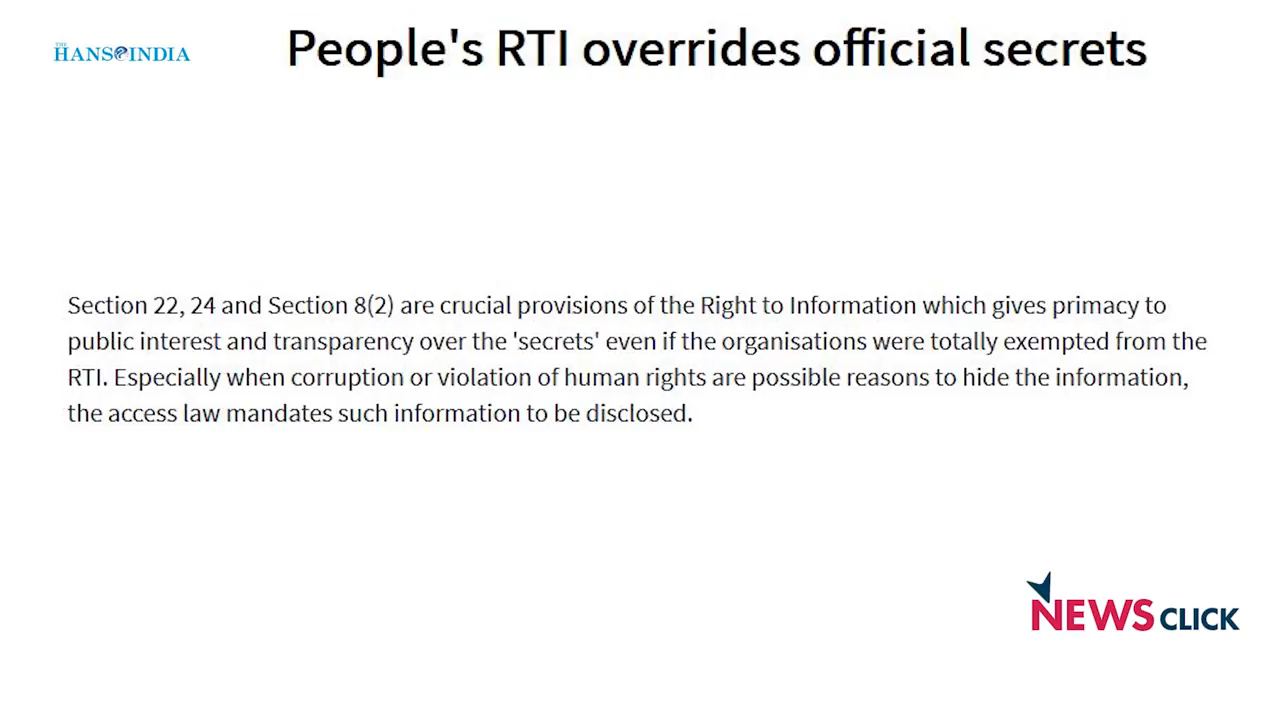 THE
HANS INDIA
People's RTI overrides official secrets
Section 22, 24 and Section 8(2) are crucial provisions of the Right to Information which gives primacy to
public interest and transparency over the 'secrets' even if the organisations were totally exempted from the
RTI. Especially when corruption or violation of human rights are possible reasons to hide the information,
the access law mandates such information to be disclosed.
NEWSCLICK